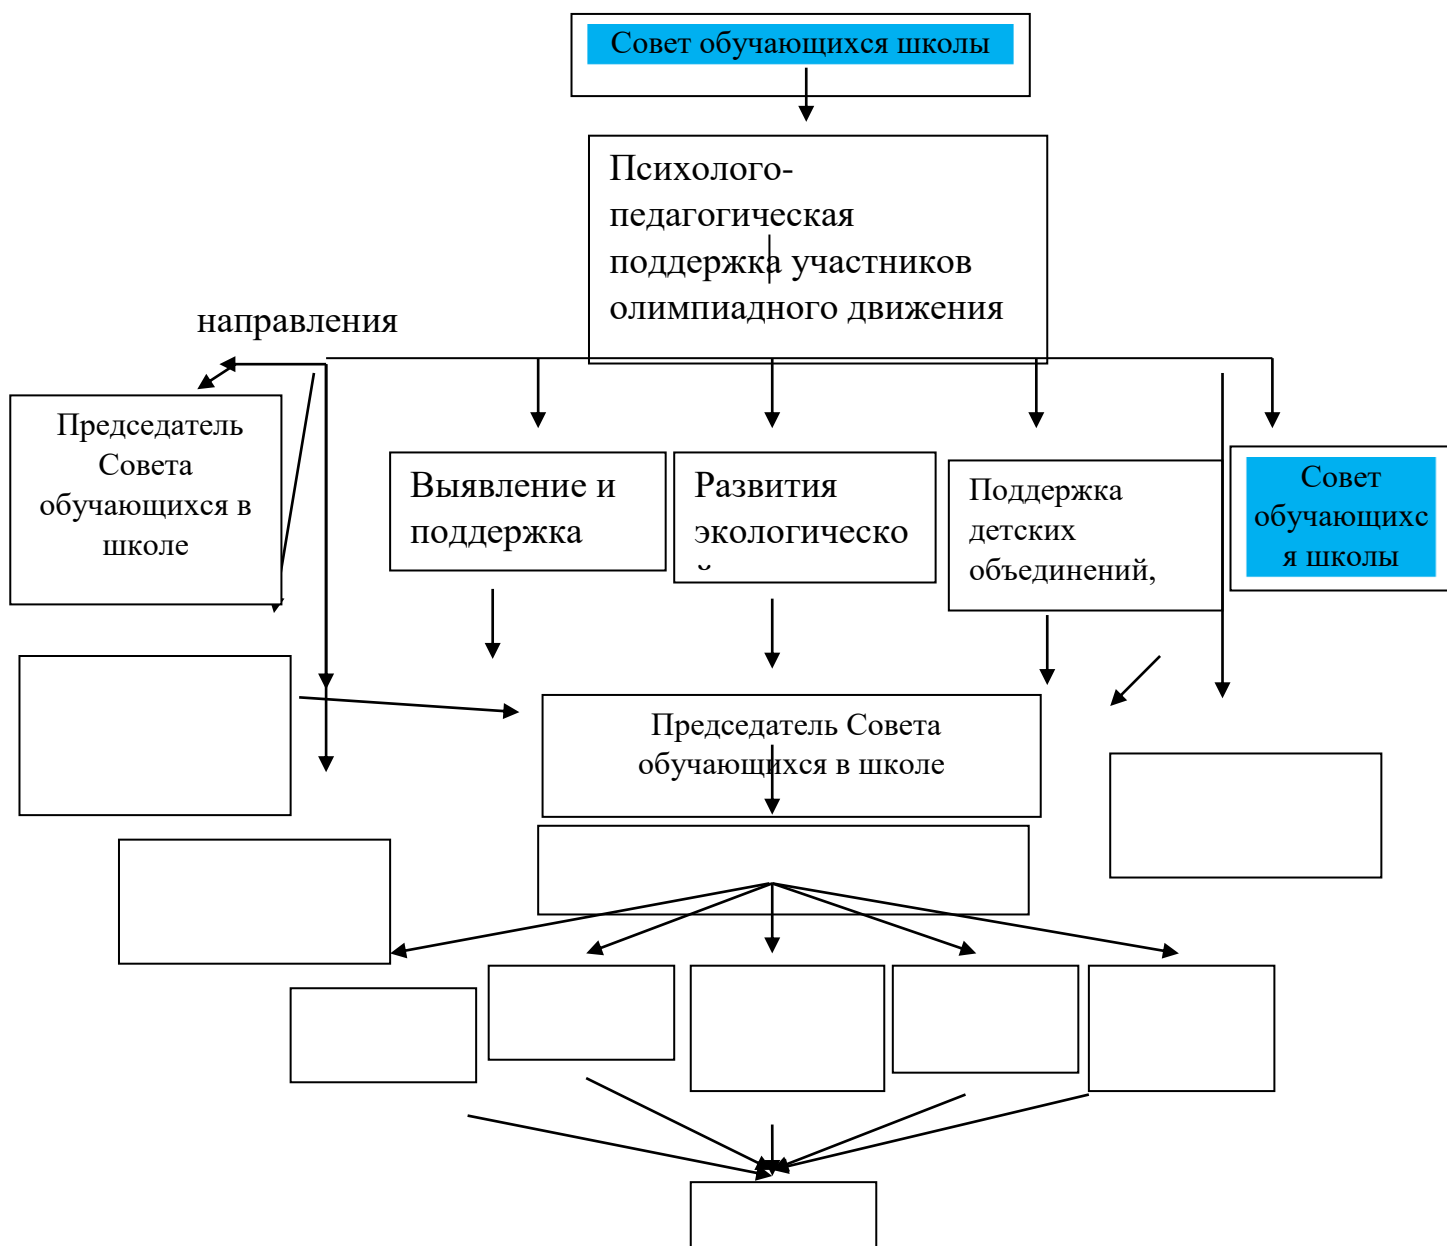 Совет обучающихся школы
Психолого-
педагогическая
поддержка участников
олимпиадного движения
направления
Председатель
Совета
обучающихся в
школе
Выявление и
поддержка
Развития
экологическо
й
Поддержка
детских
объединений,
Совет
обучающихс
я школы
Председатель Совета
обучающихся в школе